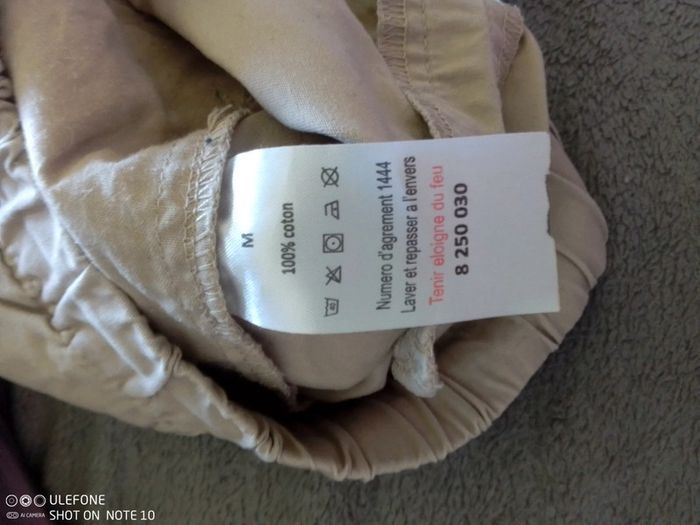 M
100% coton
Numero d'agrement 1444
Laver et repasser a l'envers
Tenir eloigne du feu
8 250 030
ULEFONE
AI CAMERA
SHOT ON NOTE 10